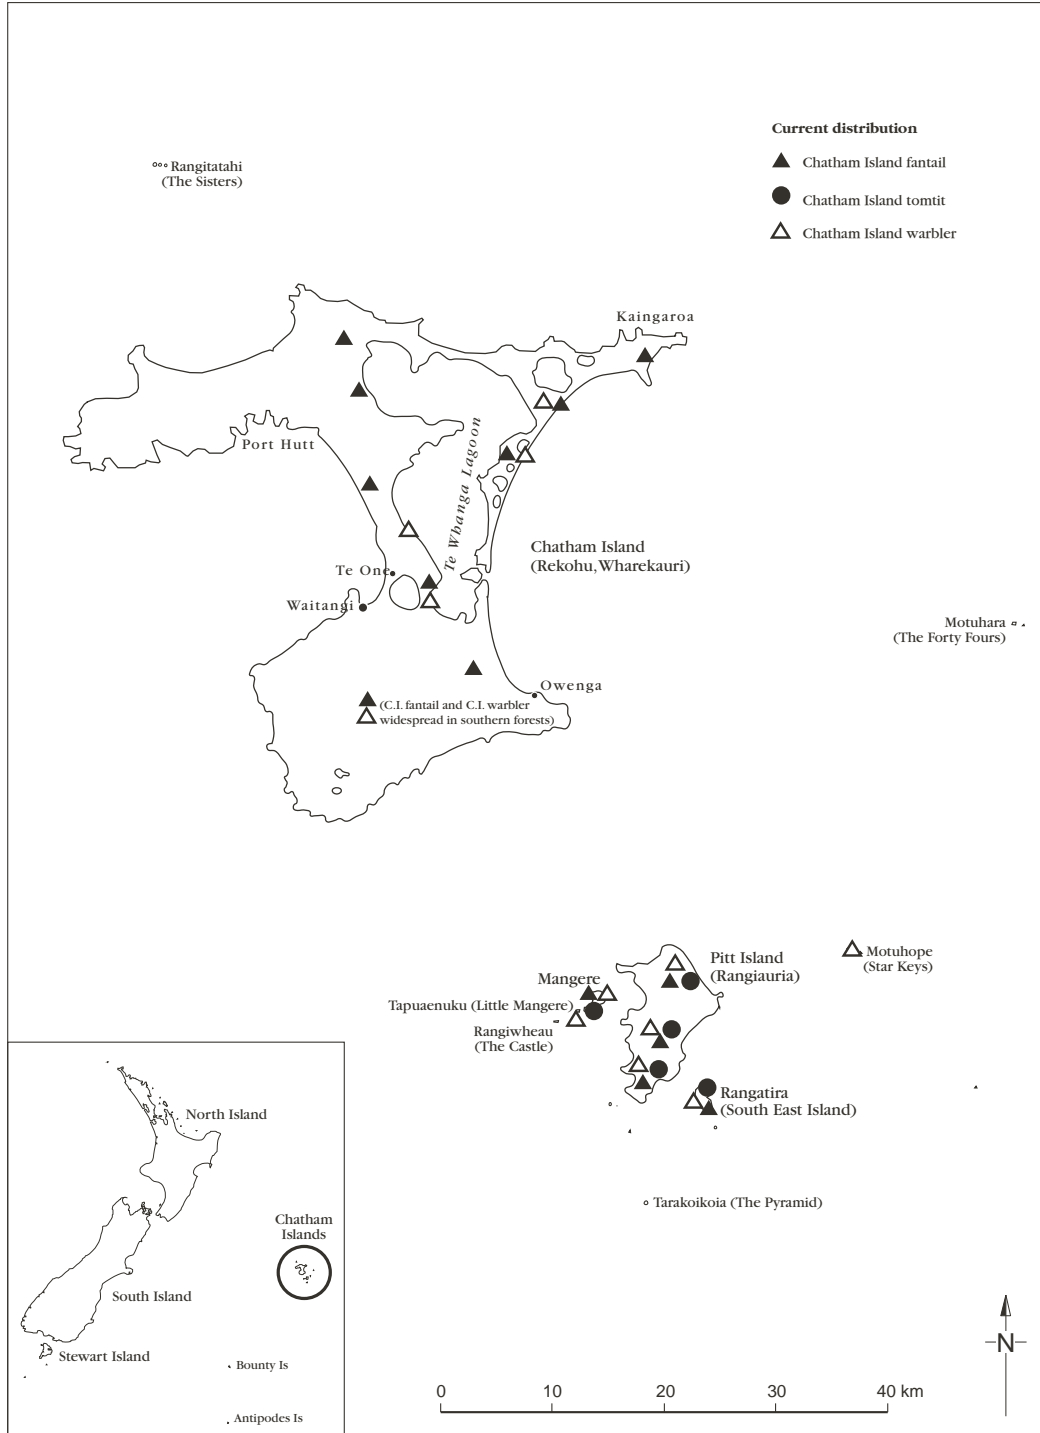 Current distribution
Chatham Island fantail
Chatham Island tomtit
Chatham Island warbler
Rangitatahi
(The Sisters)
Kaingaroa
Port Hutt
Te Whanga Lagoon
Chatham Island
(Rekohu, Wharekauri)
Te One
Waitangi
Motuhara
(The Forty Fours)
Owenga
(C.I. fantail and C.I. warbler
widespread in southern forests)
Pitt Island
(Rangiauria)
Motuhope
(Star Keys)
Mangere
Tapuaenuku (Little Mangere)
Rangiwheau
(The Castle)
Rangatira
(South East Island)
Tarakoikoia (The Pyramid)
North Island
Chatham
Islands
South Island
Stewart Island
Bounty Is
Antipodes Is
N
0 10 20 30 40 km